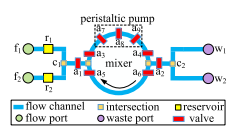 peristaltic pump
a₇ a₈ a₉
f₁ r₁ w₁
c₁ a₃ mixer a₄ c₂
a₁ a₂
f₂ r₂ a₅ a₆ w₂
flow channel intersection reservoir
flow port waste port valve